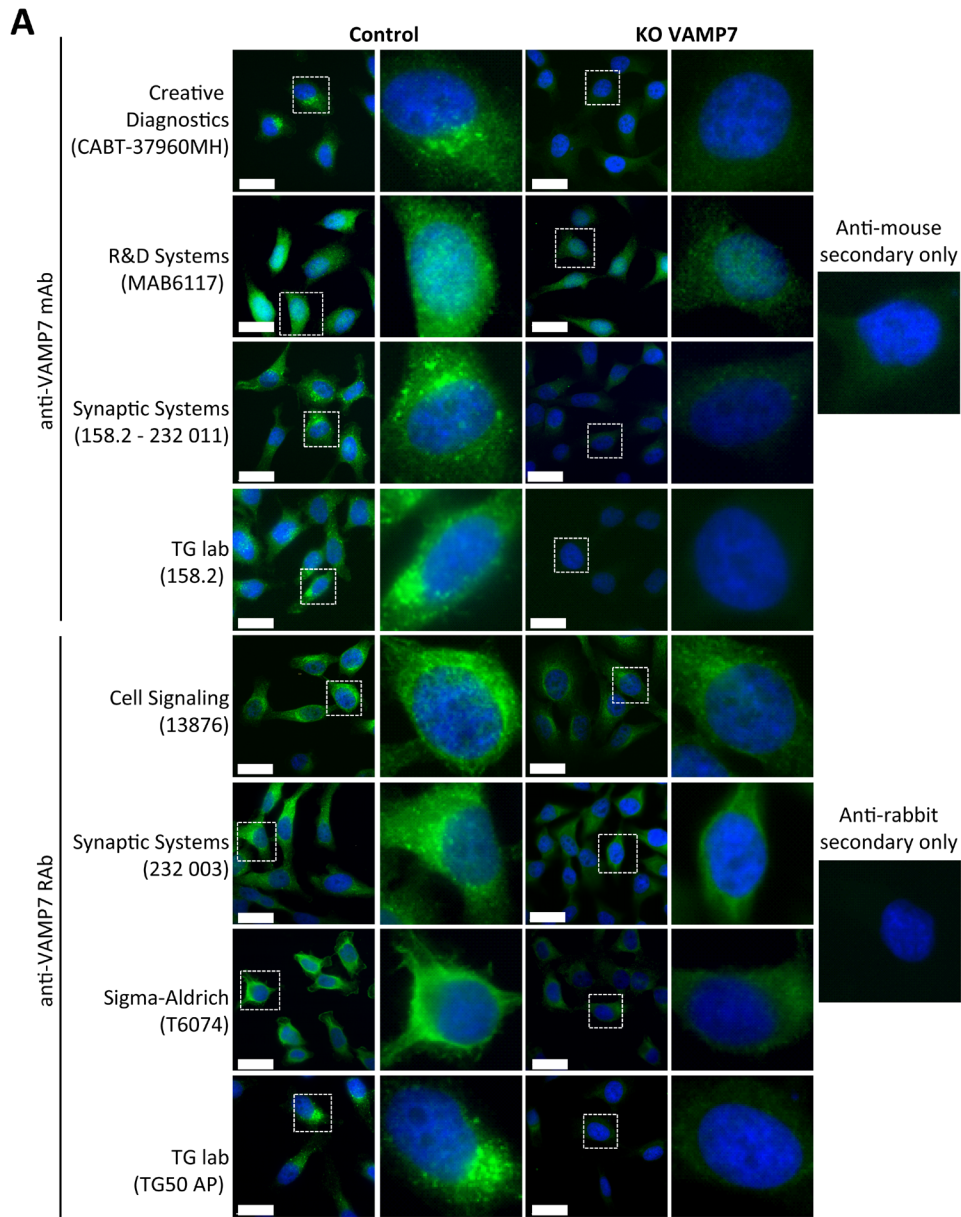 A
Control
KO VAMP7
anti-VAMP7 mAb
Creative
Diagnostics
(CABT-37960MH)
R&D Systems
(MAB6117)
Anti-mouse
secondary only
Synaptic Systems
(158.2 - 232 011)
TG lab
(158.2)
anti-VAMP7 RAb
Cell Signaling
(13876)
Synaptic Systems
(232 003)
Anti-rabbit
secondary only
Sigma-Aldrich
(T6074)
TG lab
(TG50 AP)